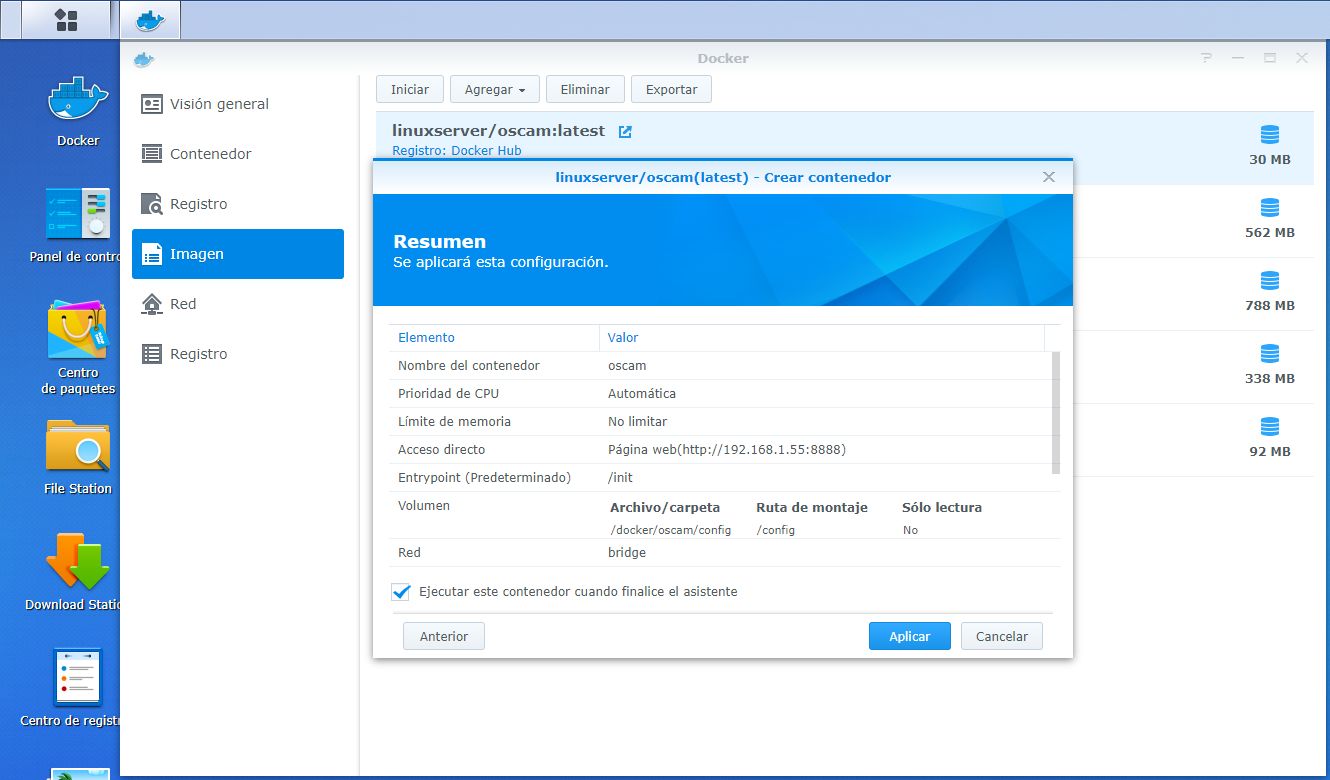 Docker
Docker
Panel de contro
Centro
de paquetes
File Station
Download Static
Centro de registr
Visión general
Contenedor
Registro
Imagen
Red
Registro
Iniciar
Agregar
Eliminar
Exportar
linuxserver/oscam:latest
Registro: Docker Hub
30 MB
562 MB
788 MB
338 MB
92 MB
linuxserver/oscam(latest) - Crear contenedor
Resumen
Se aplicará esta configuración.
Elemento Valor
Nombre del contenedor oscam
Prioridad de CPU Automática
Límite de memoria No limitar
Acceso directo Página web(http://192.168.1.55:8888)
Entrypoint (Predeterminado) /init
Volumen Archivo/carpeta Ruta de montaje Sólo lectura
/docker/oscam/config /config No
Red bridge
Ejecutar este contenedor cuando finalice el asistente
Anterior Aplicar Cancelar